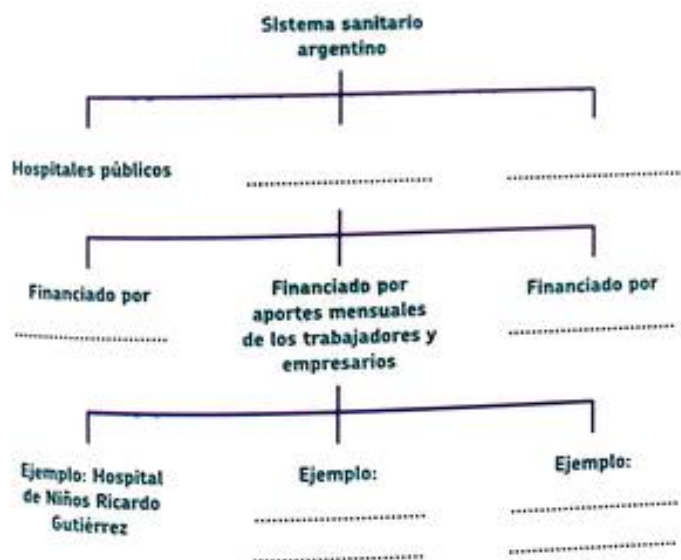 Sistema sanitario
argentino
Hospitales públicos
Financiado por
Financiado por
aportes mensuales
de los trabajadores y
empresarios
Financiado por
Ejemplo: Hospital
de Niños Ricardo
Gutiérrez
Ejemplo:
Ejemplo: